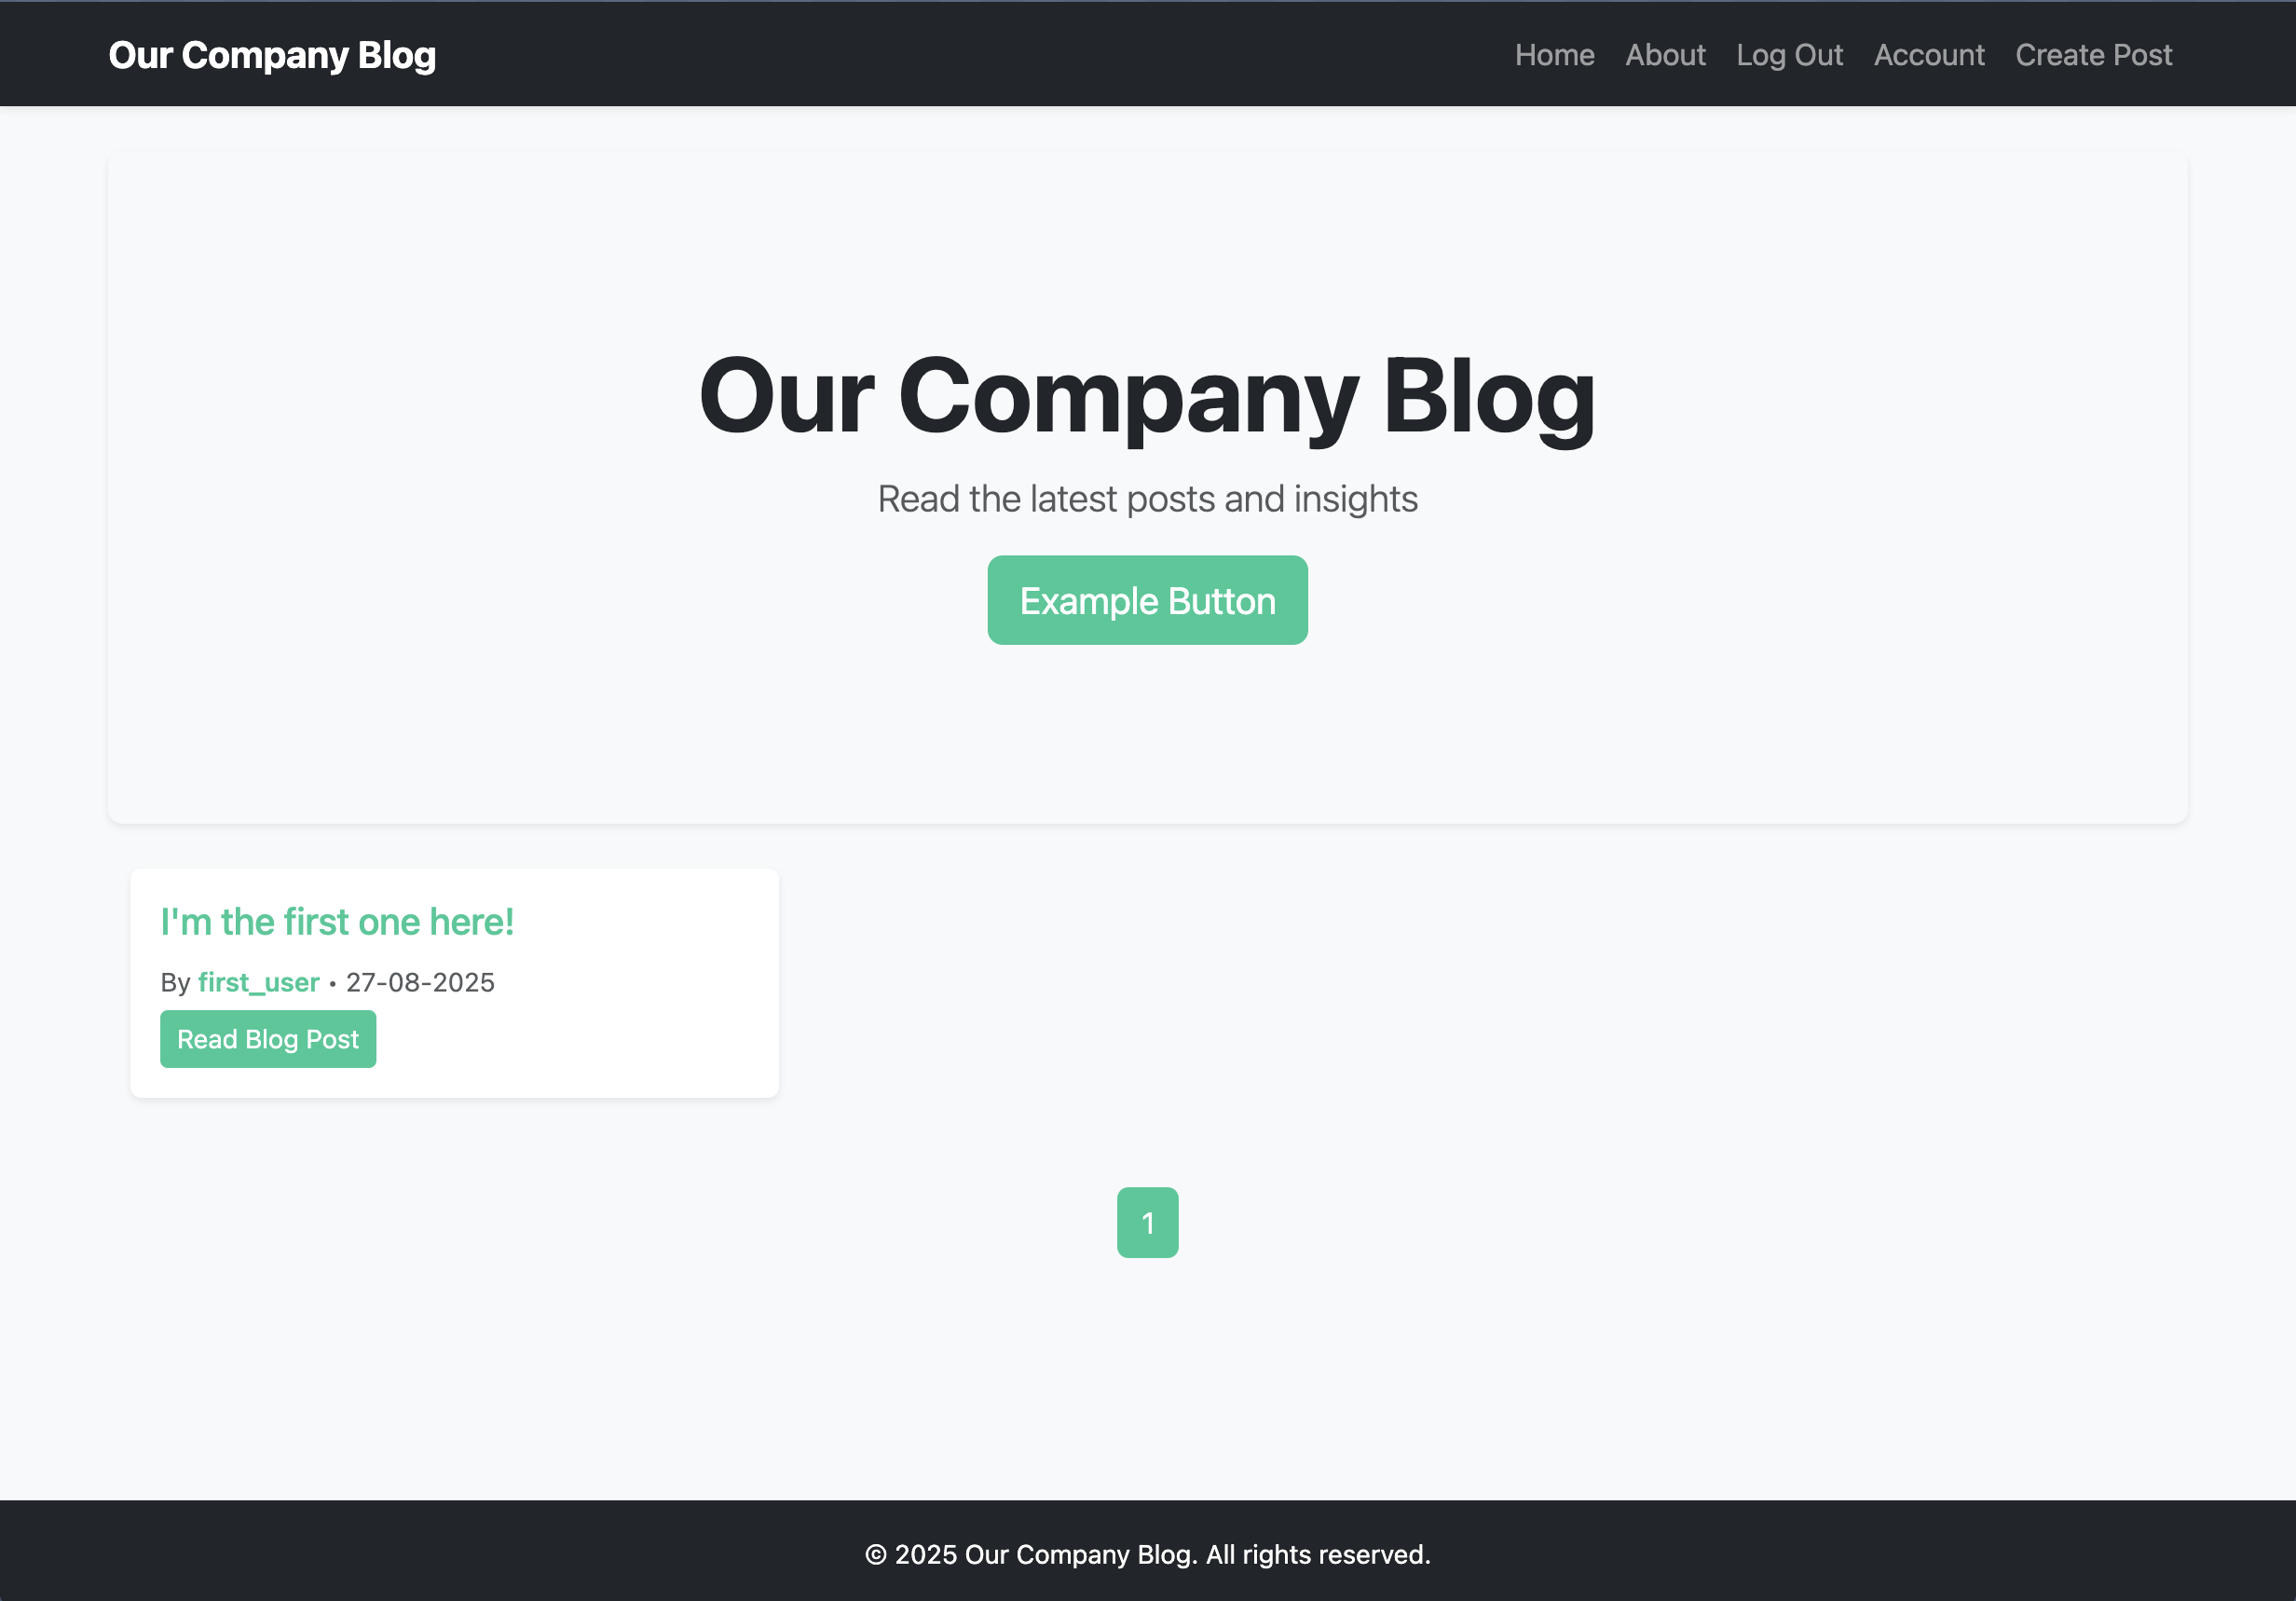 Our Company Blog
Home About Log Out Account Create Post
Our Company Blog
Read the latest posts and insights
Example Button
I'm the first one here!
By first_user • 27-08-2025
Read Blog Post
1
© 2025 Our Company Blog. All rights reserved.